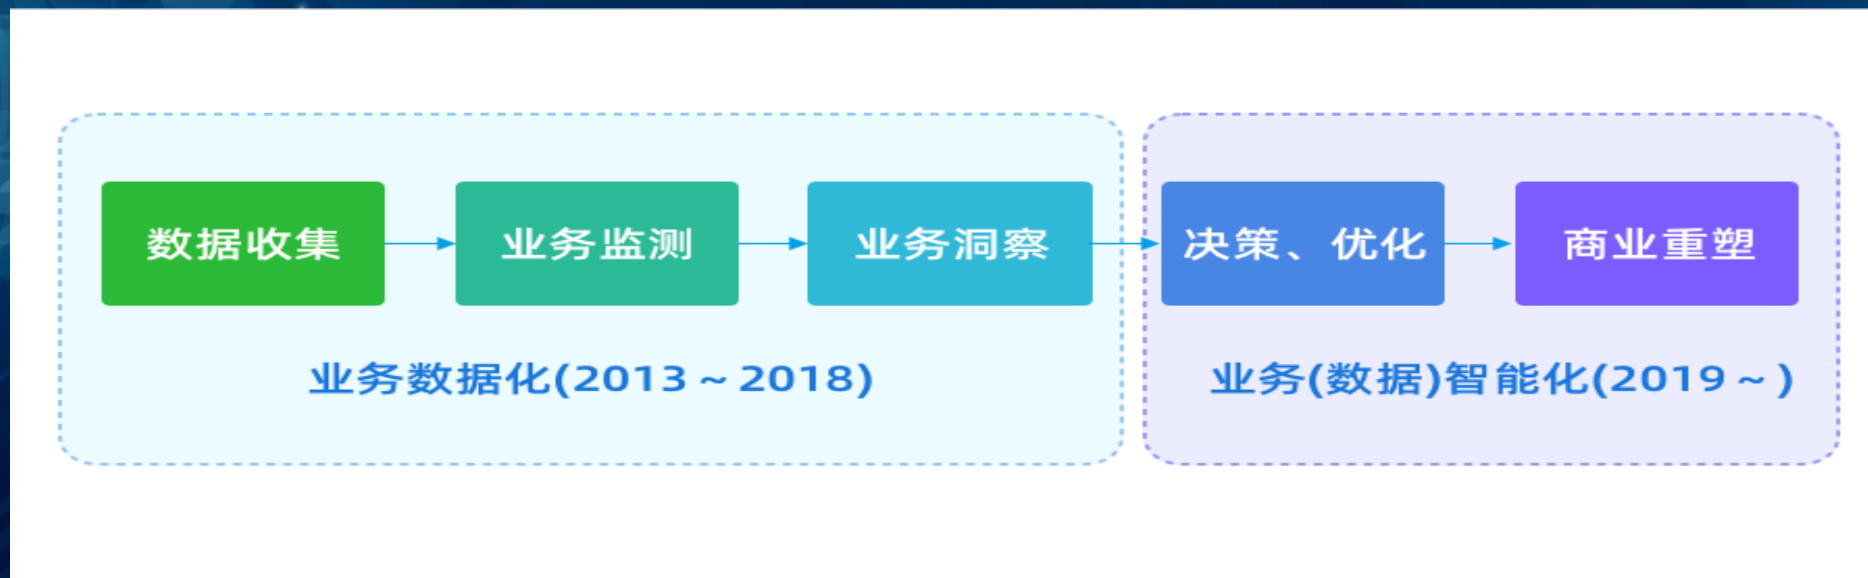 数据收集
业务监测
业务洞察
决策、优化
商业重塑
业务数据化(2013～2018)
业务(数据)智能化(2019～)